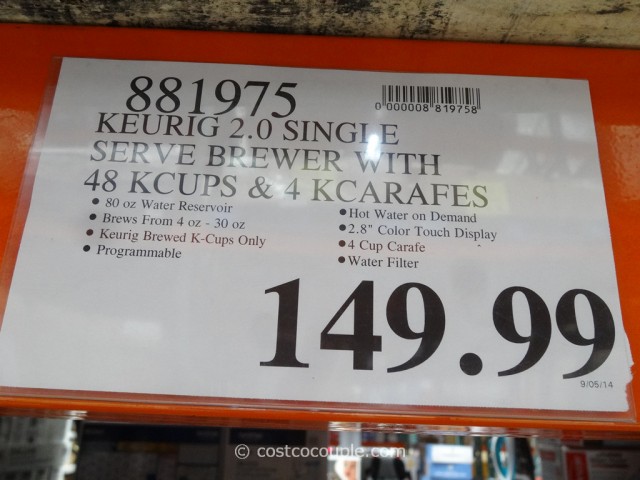 881975
0 000008 819758
KEURIG 2.0 SINGLE
SERVE BREWER WITH
48 KCUPS & 4 KCARAFES
• 80 oz Water Reservoir
• Brews From 4 oz - 30 oz
• Keurig Brewed K-Cups Only
• Programmable
• Hot Water on Demand
• 2.8" Color Touch Display
• 4 Cup Carafe
• Water Filter
149.99
9/05/14
© costcocouple.com